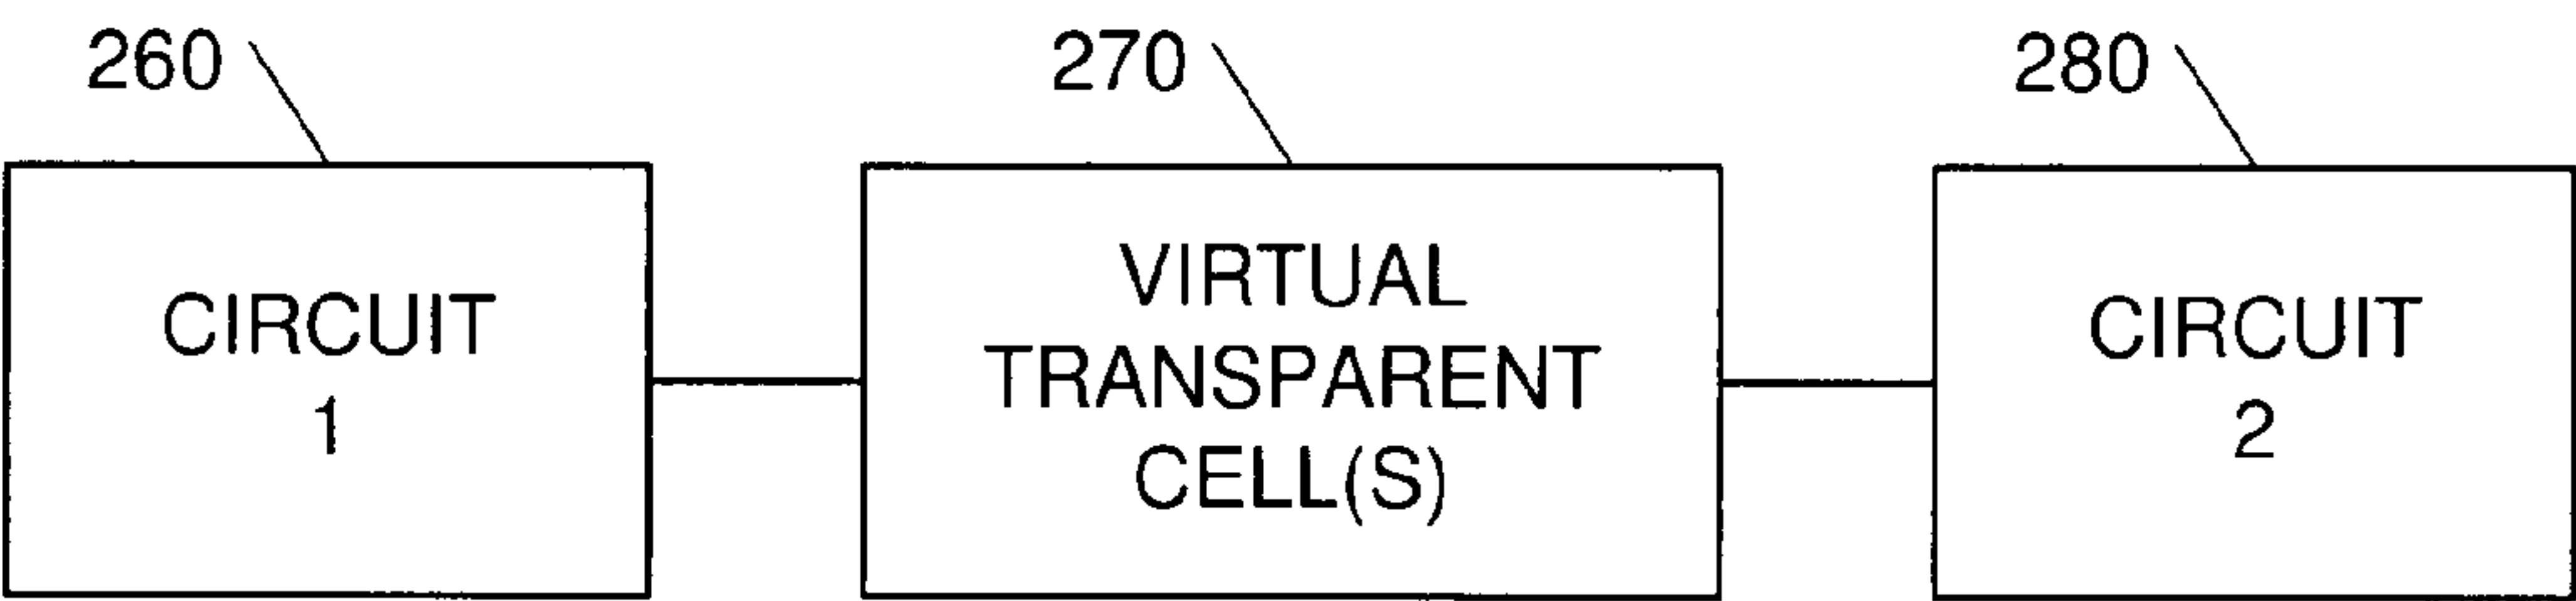 260
270
280
CIRCUIT
1
VIRTUAL
TRANSPARENT
CELL(S)
CIRCUIT
2